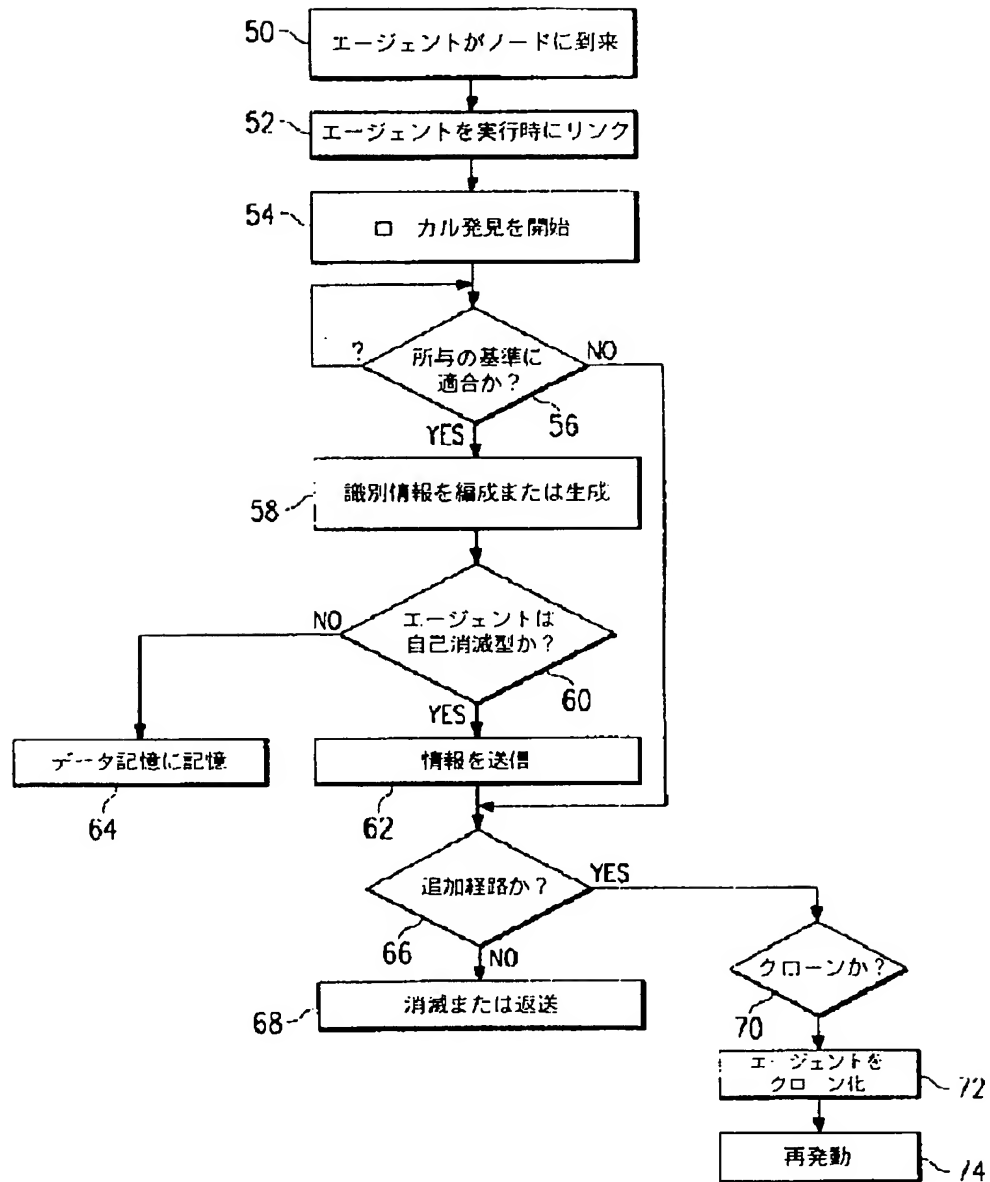 50
エージェントがノードに到来
52
エージェントを実行時にリンク
54
ロ カル発見を開始
?
所与の基準に
適合か?
NO
56
YES
58
識別情報を編成または生成
NO
エージェントは
自己消滅型か?
60
YES
データ記憶に記憶
64
情報を送信
62
追加経路か?
YES
66
NO
68
消滅または返送
クローンか?
70
エージェントを
クローン化
72
再発動
74